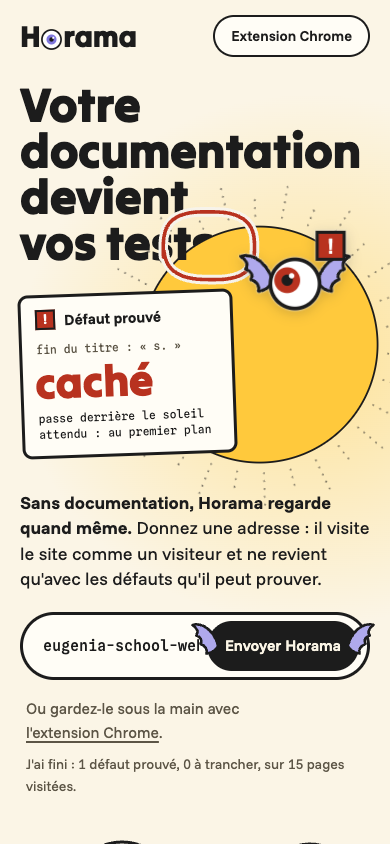 Horama
Extension Chrome
Votre
documentation
devient
vos tests
!
! Défaut prouvé
fin du titre : « s. »
caché
passe derrière le soleil
attendu : au premier plan
Sans documentation, Horama regarde
quand même. Donnez une adresse : il visite
le site comme un visiteur et ne revient
qu'avec les défauts qu'il peut prouver.
eugenia-school-we
Envoyer Horama
Ou gardez-le sous la main avec
l'extension Chrome.
J'ai fini : 1 défaut prouvé, 0 à trancher, sur 15 pages
visitées.